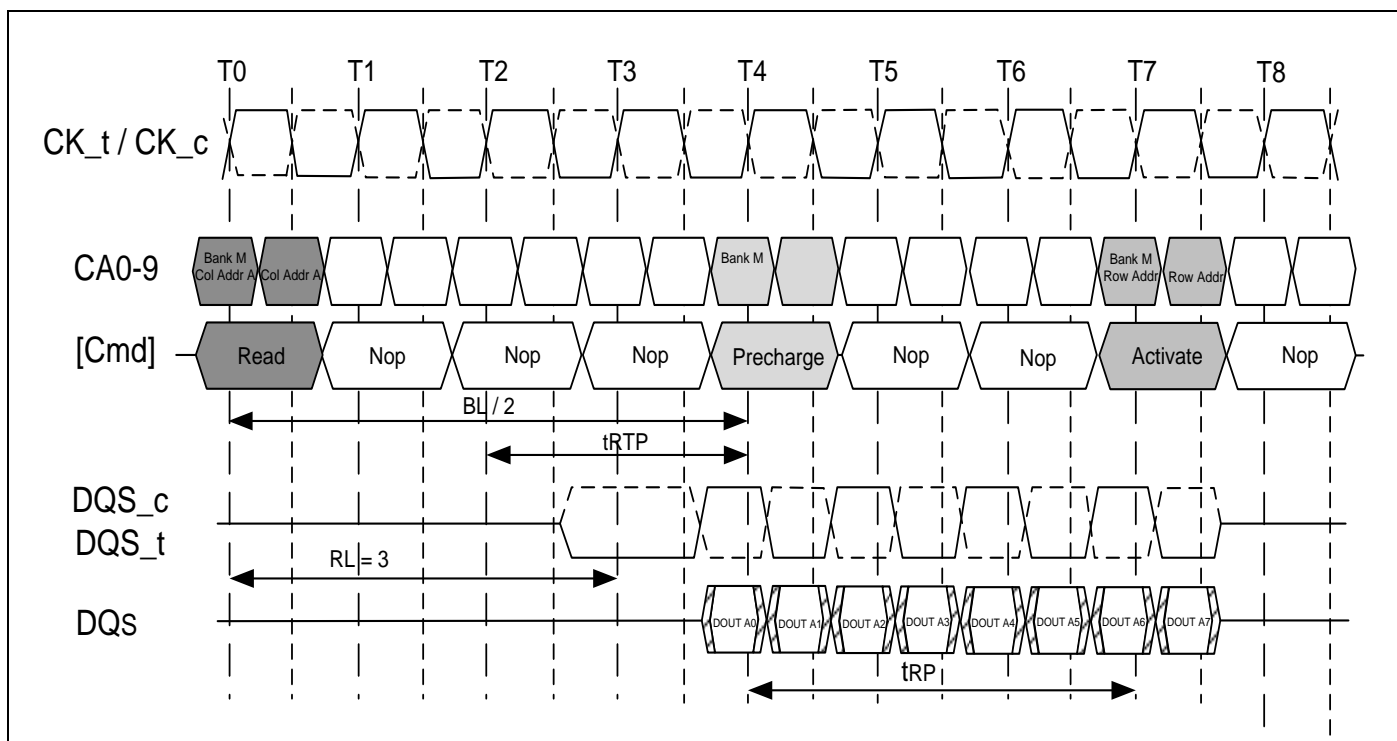 T0 T1 T2 T3 T4 T5 T6 T7 T8
CK_t / CK_c
CA0-9
Bank M
Col Addr A
Col Addr A
Bank M
Bank M
Row Addr
Row Addr
[Cmd]
Read Nop Nop Nop Precharge Nop Nop Activate Nop
BL / 2
tRTP
DQS_c
DQS_t
RL = 3
DQs
DOUT A0 DOUT A1 DOUT A2 DOUT A3 DOUT A4 DOUT A5 DOUT A6 DOUT A7
tRP